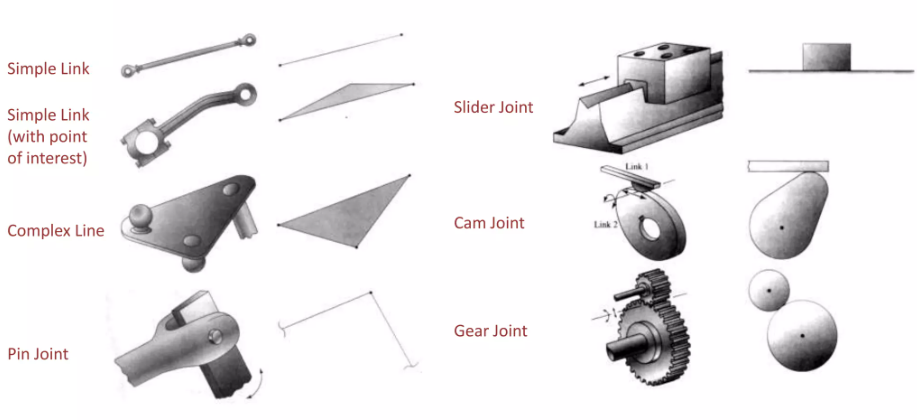 Simple Link
Simple Link
(with point
of interest)
Complex Line
Pin Joint
Slider Joint
Link 1
Cam Joint
Link 2
Gear Joint